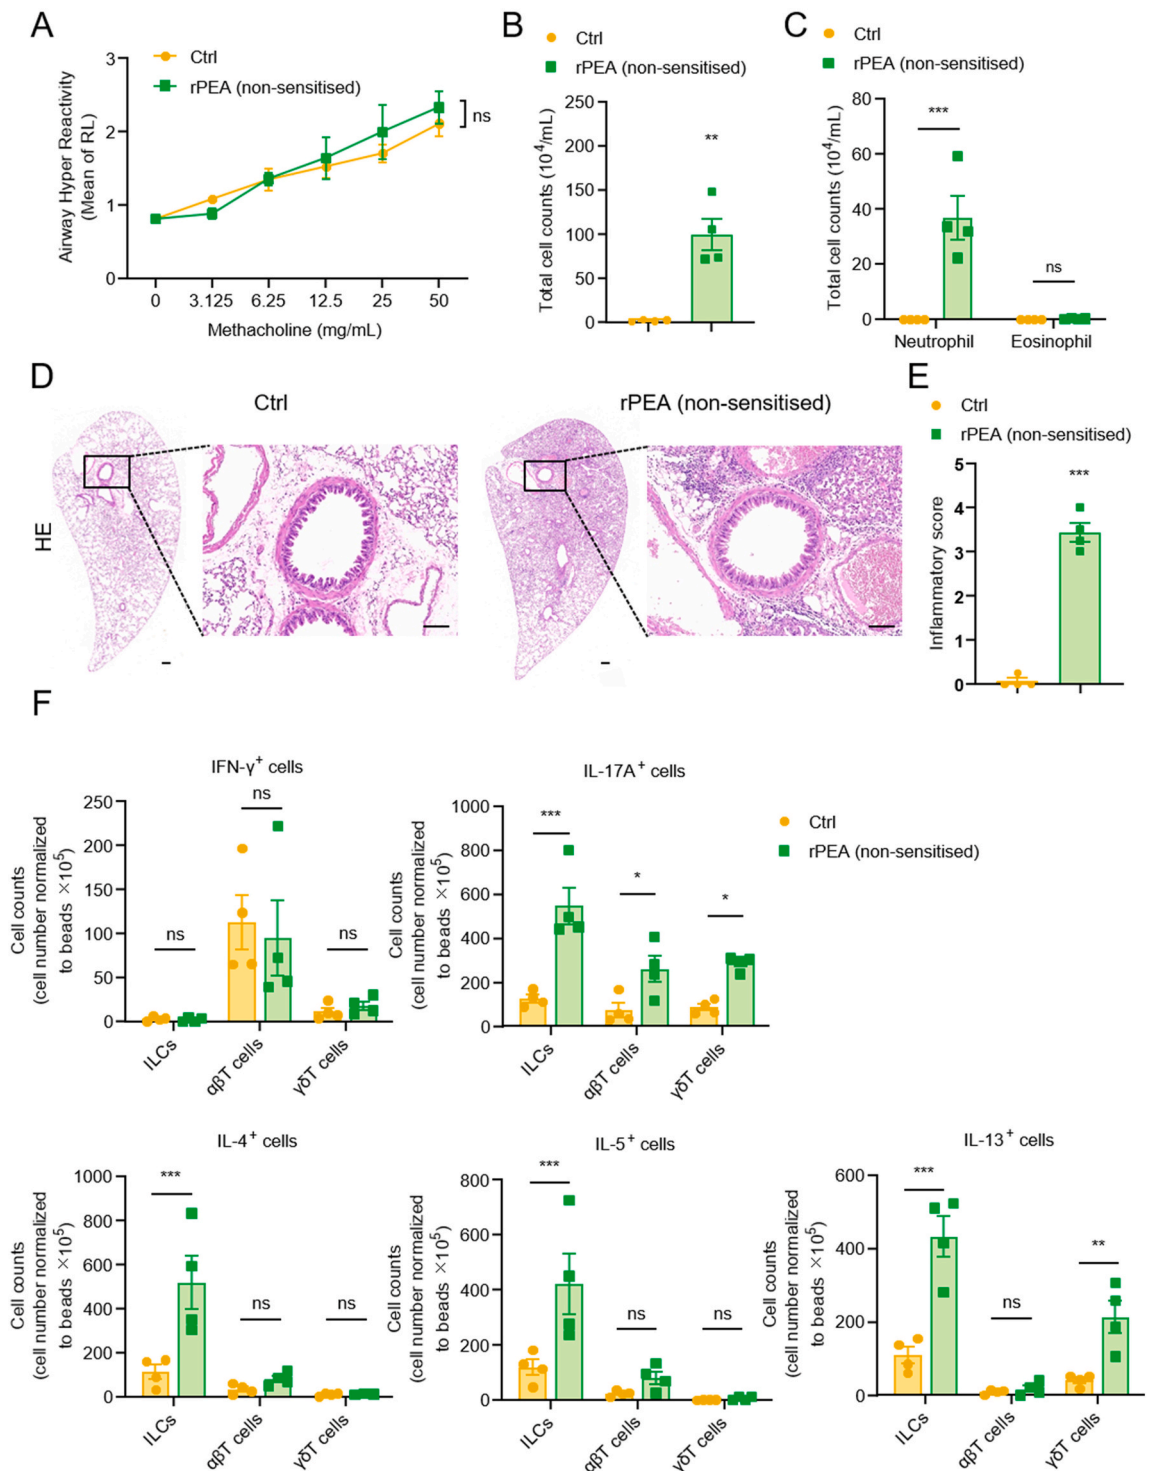 A
Ctrl
rPEA (non-sensitised)
Airway Hyper Reactivity
(Mean of RL)
3
2
1
0
ns
0 3.125 6.25 12.5 25 50
Methacholine (mg/mL)
B
Ctrl
rPEA (non-sensitised)
Total cell counts (10⁴/mL)
250
200
150
100
50
0
**
C
Ctrl
rPEA (non-sensitised)
Total cell counts (10⁴/mL)
80
60
40
20
0
***
ns
Neutrophil Eosinophil
D
Ctrl
rPEA (non-sensitised)
HE
E
Ctrl
rPEA (non-sensitised)
Inflammatory score
5
4
3
2
1
0
***
F
IFN-γ⁺ cells
Cell counts
(cell number normalized
to beads ×10⁵)
250
200
150
100
50
0
ns
ns
ns
ILCs
αβT cells
γδT cells
IL-17A⁺ cells
Cell counts
(cell number normalized
to beads ×10⁵)
1000
800
600
400
200
0
***
*
*
ILCs
αβT cells
γδT cells
Ctrl
rPEA (non-sensitised)
IL-4⁺ cells
Cell counts
(cell number normalized
to beads ×10⁵)
1000
800
600
400
200
0
***
ns
ns
ILCs
αβT cells
γδT cells
IL-5⁺ cells
Cell counts
(cell number normalized
to beads ×10⁵)
800
600
400
200
0
***
ns
ns
ILCs
αβT cells
γδT cells
IL-13⁺ cells
Cell counts
(cell number normalized
to beads ×10⁵)
600
400
200
0
***
ns
**
ILCs
αβT cells
γδT cells